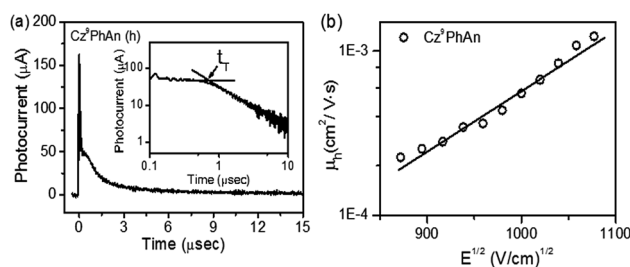 (a)
200
150
100
50
0
Photocurrent (μA)
Cz⁹PhAn (h)
0
3
6
9
12
15
Time (μsec)
100
10
1
Photocurrent (μA)
t_T
0.1
1
10
Time (μsec)
(b)
1E-3
1E-4
μ_h(cm²/ V·s)
Cz⁹PhAn
900
1000
1100
E^1/2 (V/cm)^1/2